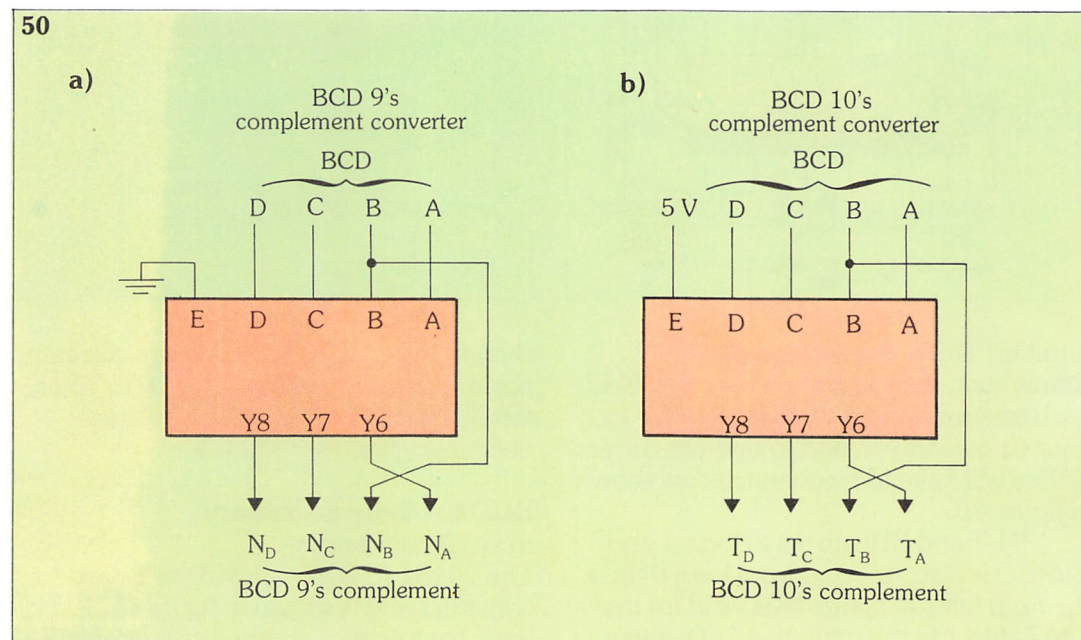 50
a)
BCD 9's
complement converter
BCD
D C B A
E D C B A
Y8 Y7 Y6
N_D N_C N_B N_A
BCD 9's complement
b)
BCD 10's
complement converter
BCD
5 V D C B A
E D C B A
Y8 Y7 Y6
T_D T_C T_B T_A
BCD 10's complement